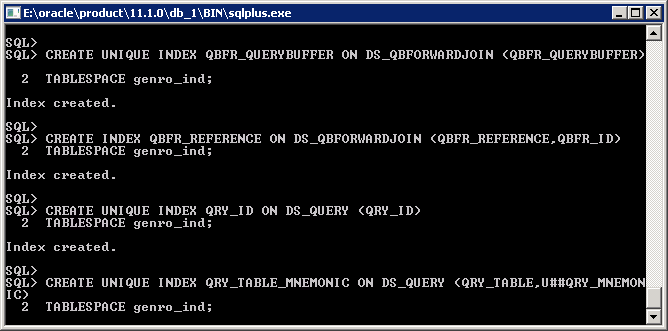 E:\oracle\product\11.1.0\db_1\BIN\sqlplus.exe
SQL>
SQL> CREATE UNIQUE INDEX QBFR_QUERYBUFFER ON DS_QBFORWARDJOIN (QBFR_QUERYBUFFER)
2 TABLESPACE genro_ind;
Index created.
SQL>
SQL> CREATE INDEX QBFR_REFERENCE ON DS_QBFORWARDJOIN (QBFR_REFERENCE,QBFR_ID)
2 TABLESPACE genro_ind;
Index created.
SQL>
SQL> CREATE UNIQUE INDEX QRY_ID ON DS_QUERY (QRY_ID)
2 TABLESPACE genro_ind;
Index created.
SQL>
SQL> CREATE UNIQUE INDEX QRY_TABLE_MNEMONIC ON DS_QUERY (QRY_TABLE,U##QRY_MNEMON
IC)
2 TABLESPACE genro_ind;